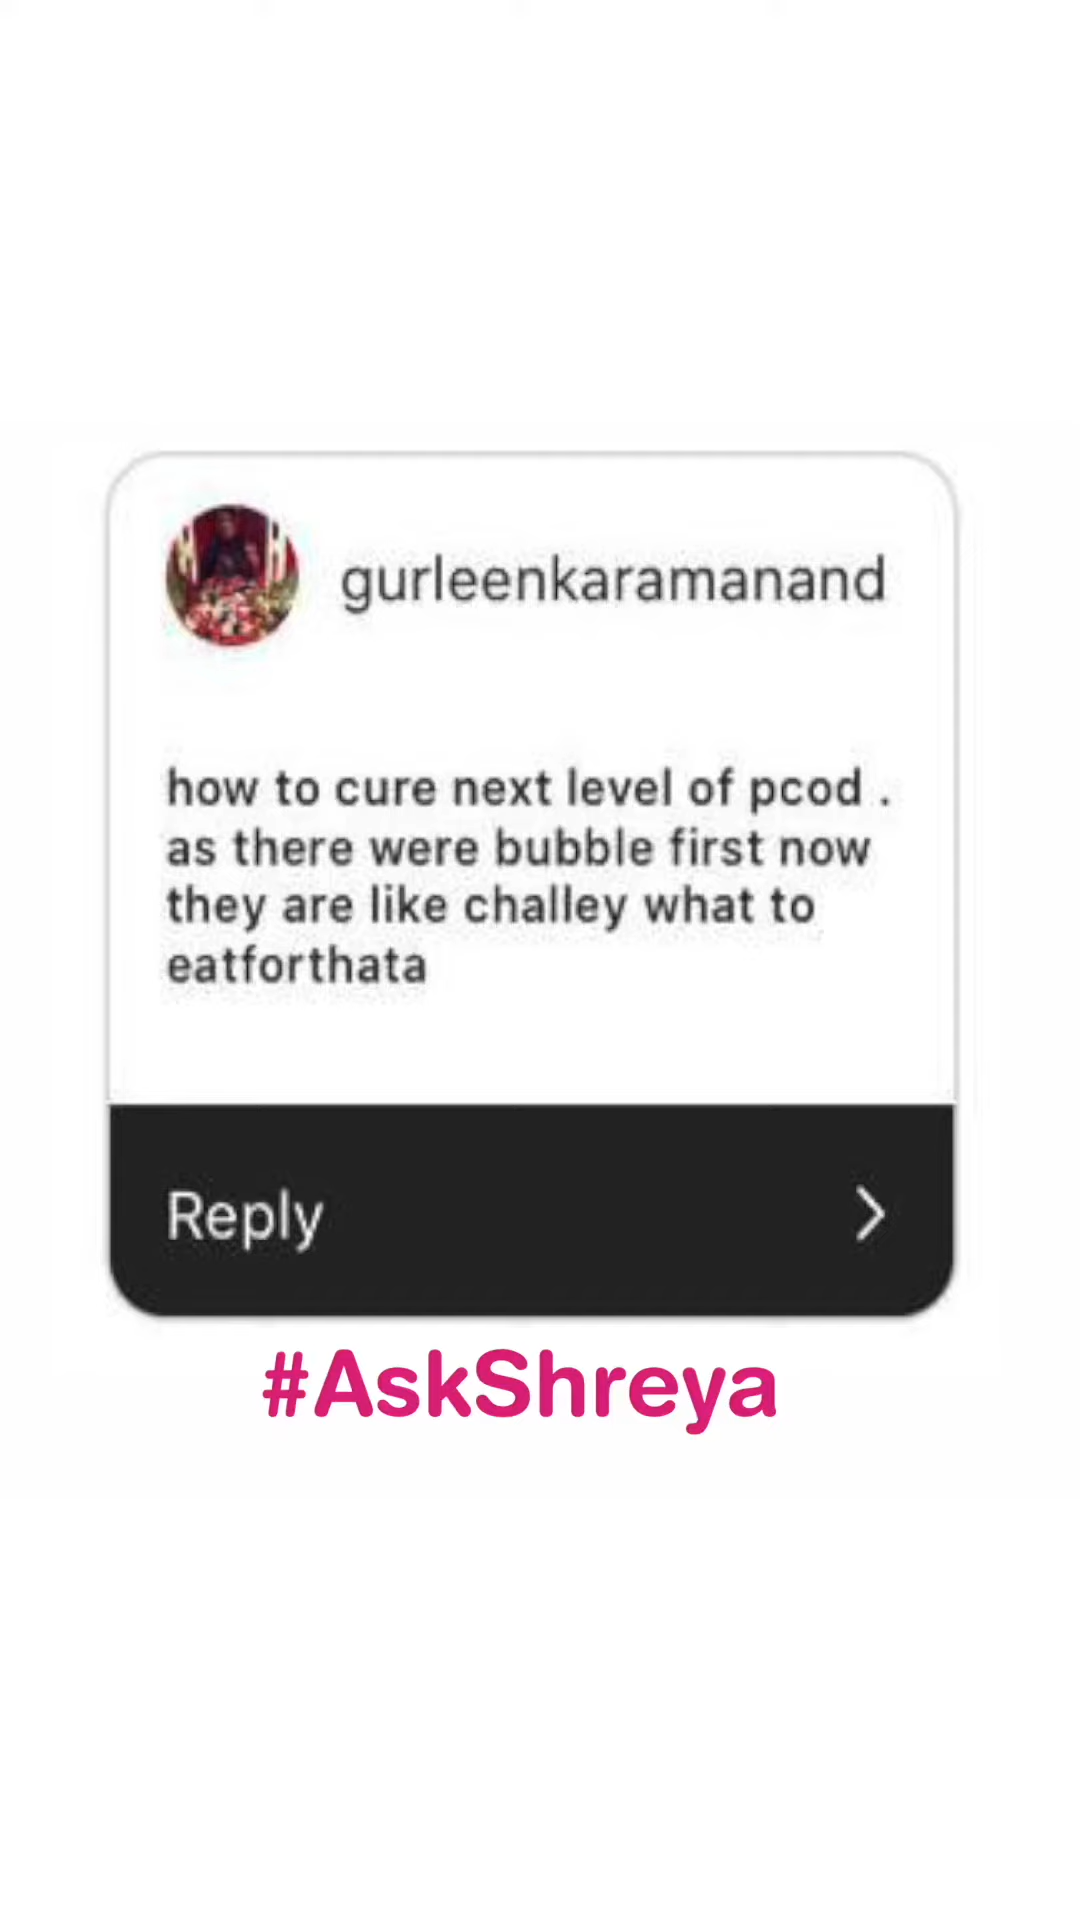 gurleenkaramanand
how to cure next level of pcod .
as there were bubble first now
they are like challey what to
eatforthata
Reply
#AskShreya